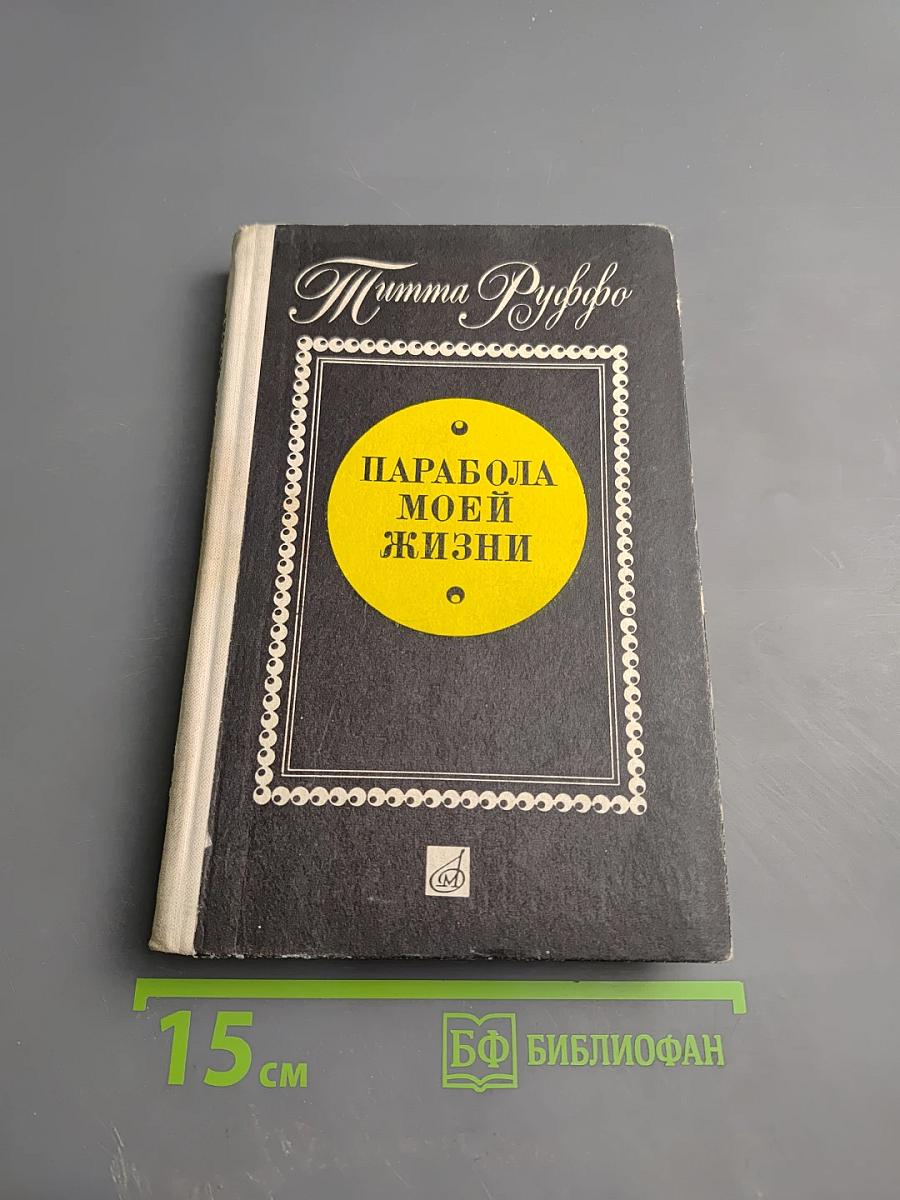 Титта Руффо
ПАРАБОЛА
МОЕЙ
ЖИЗНИ
М
15 см
БФ БИБЛИОФАН